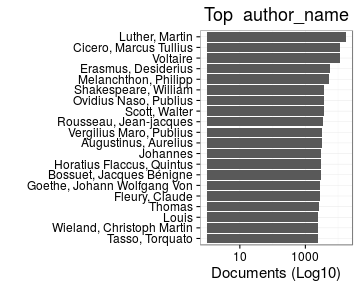 Top author_name
Luther, Martin
Cicero, Marcus Tullius
Voltaire
Erasmus, Desiderius
Melanchthon, Philipp
Shakespeare, William
Ovidius Naso, Publius
Scott, Walter
Rousseau, Jean-jacques
Vergilius Maro, Publius
Augustinus, Aurelius
Johannes
Horatius Flaccus, Quintus
Bossuet, Jacques Bénigne
Goethe, Johann Wolfgang Von
Fleury, Claude
Thomas
Louis
Wieland, Christoph Martin
Tasso, Torquato
10 1000
Documents (Log10)